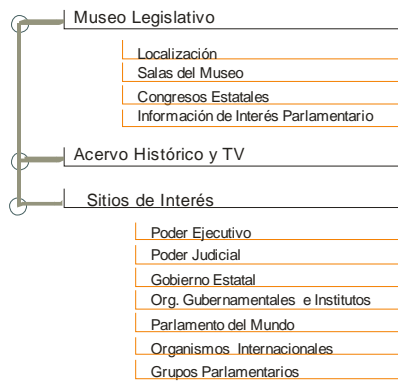 Museo Legislativo
Localización
Salas del Museo
Congresos Estatales
Información de Interés Parlamentario
Acervo Histórico y TV
Sitios de Interés
Poder Ejecutivo
Poder Judicial
Gobierno Estatal
Org. Gubernamentales e Institutos
Parlamento del Mundo
Organismos Internacionales
Grupos Parlamentarios